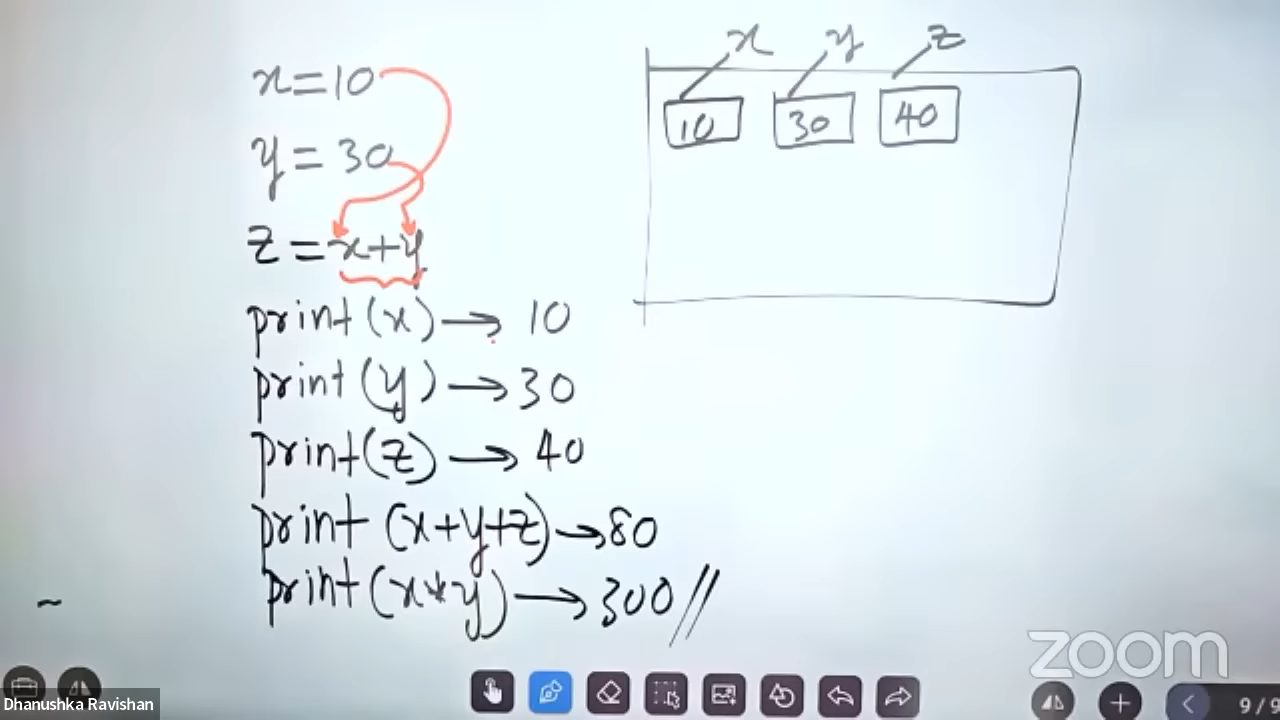 x=10
y=30
z=x+y
print(x)→10
print(y)→30
print(z)→40
print(x+y+z)→80
print(x*y)→300//
x y z
10 30 40
~
zoom
Dhanushka Ravishan
9/9